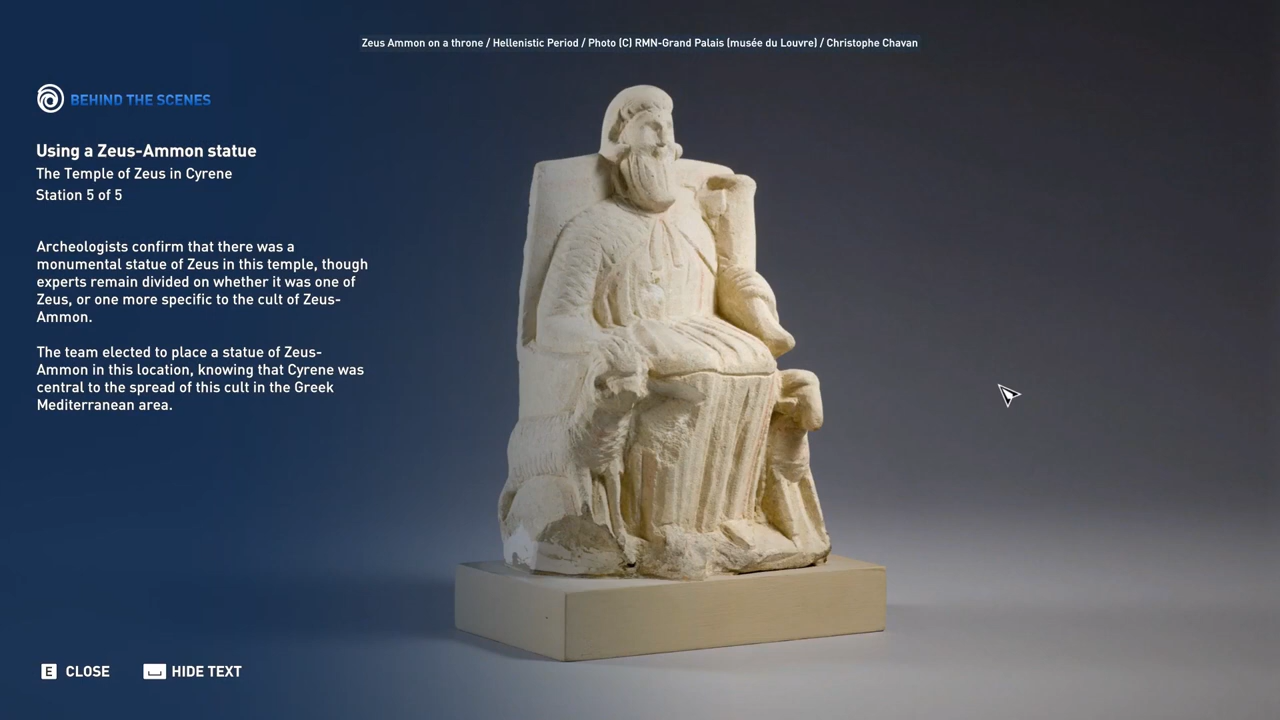 Zeus Ammon on a throne / Hellenistic Period / Photo (C) RMN-Grand Palais (musée du Louvre) / Christophe Chavan
BEHIND THE SCENES
Using a Zeus-Ammon statue
The Temple of Zeus in Cyrene
Station 5 of 5
Archeologists confirm that there was a
monumental statue of Zeus in this temple, though
experts remain divided on whether it was one of
Zeus, or one more specific to the cult of Zeus-
Ammon.
The team elected to place a statue of Zeus-
Ammon in this location, knowing that Cyrene was
central to the spread of this cult in the Greek
Mediterranean area.
E CLOSE
HIDE TEXT